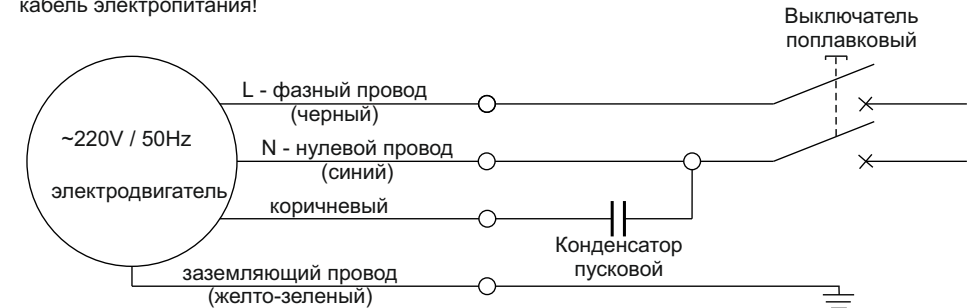 кабель электропитания!
Выключатель
поплавковый
L - фазный провод
(черный)
~220V / 50Hz
N - нулевой провод
(синий)
электродвигатель
коричневый
Конденсатор
пусковой
заземляющий провод
(желто-зеленый)